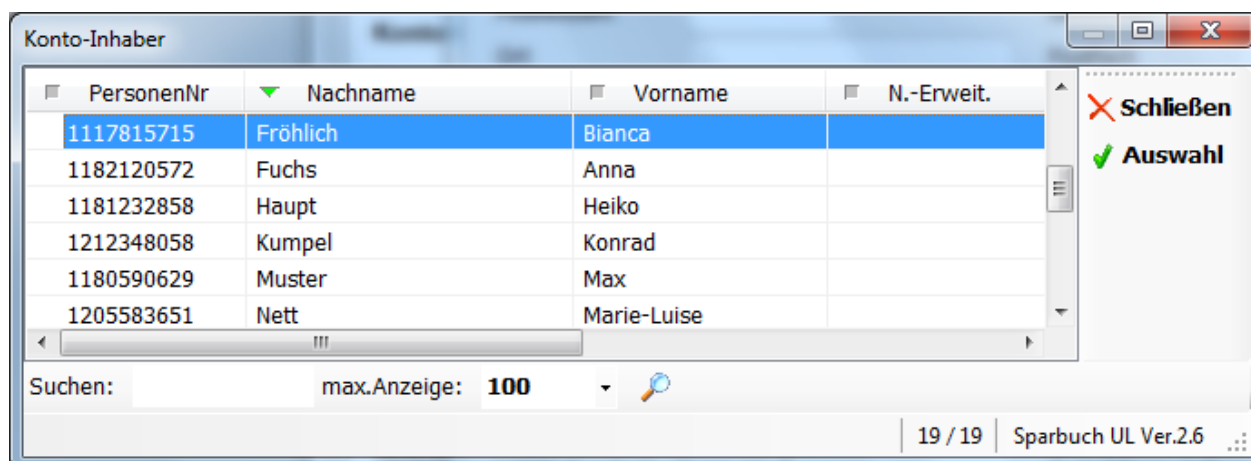 Konto-Inhaber
PersonenNr Nachname Vorname N.-Erweit.
1117815715 Fröhlich Bianca
1182120572 Fuchs Anna
1181232858 Haupt Heiko
1212348058 Kumpel Konrad
1180590629 Muster Max
1205583651 Nett Marie-Luise
Schließen
Auswahl
Suchen: max.Anzeige: 100
19 / 19 Sparbuch UL Ver.2.6